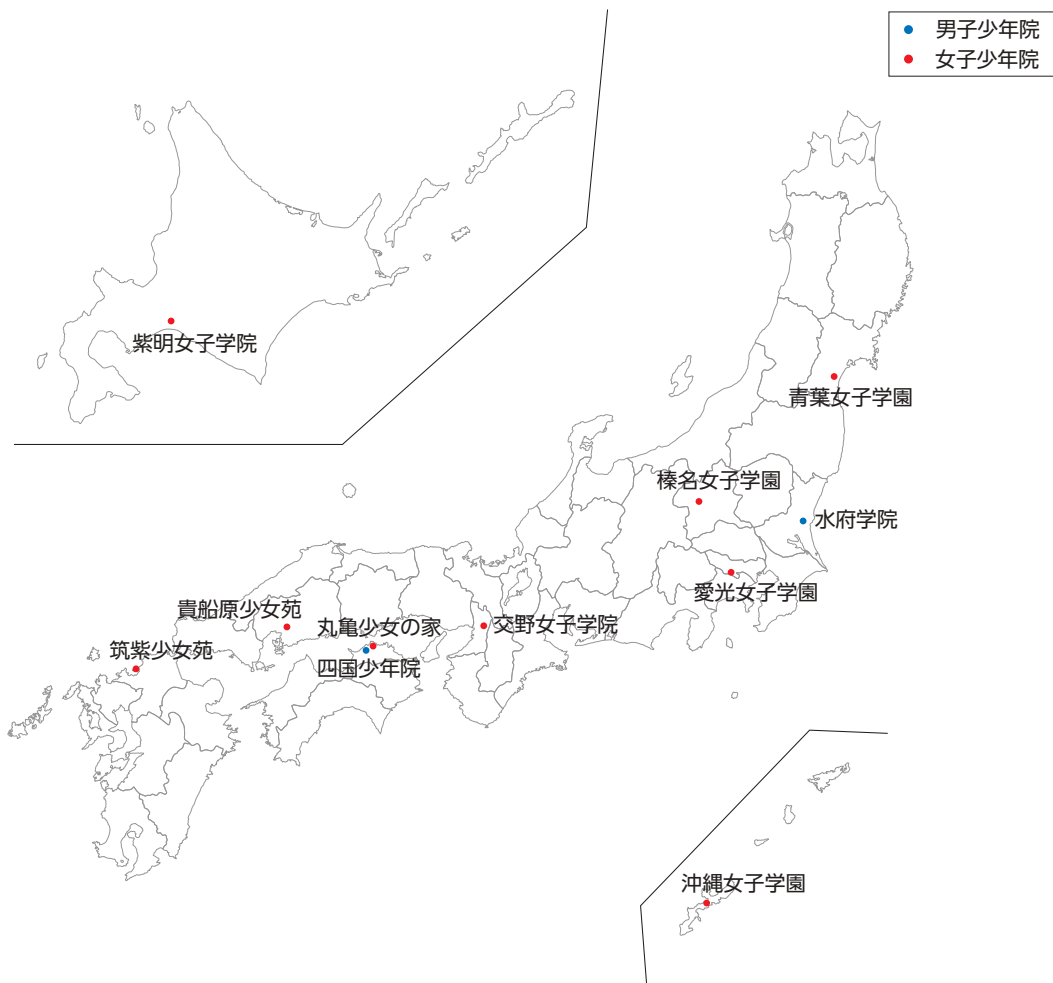 男子少年院
女子少年院
紫明女子学院
青葉女子学園
榛名女子学園
水府学院
愛光女子学園
貴船原少女苑
丸亀少女の家
交野女子学院
筑紫少女苑
四国少年院
沖縄女子学園